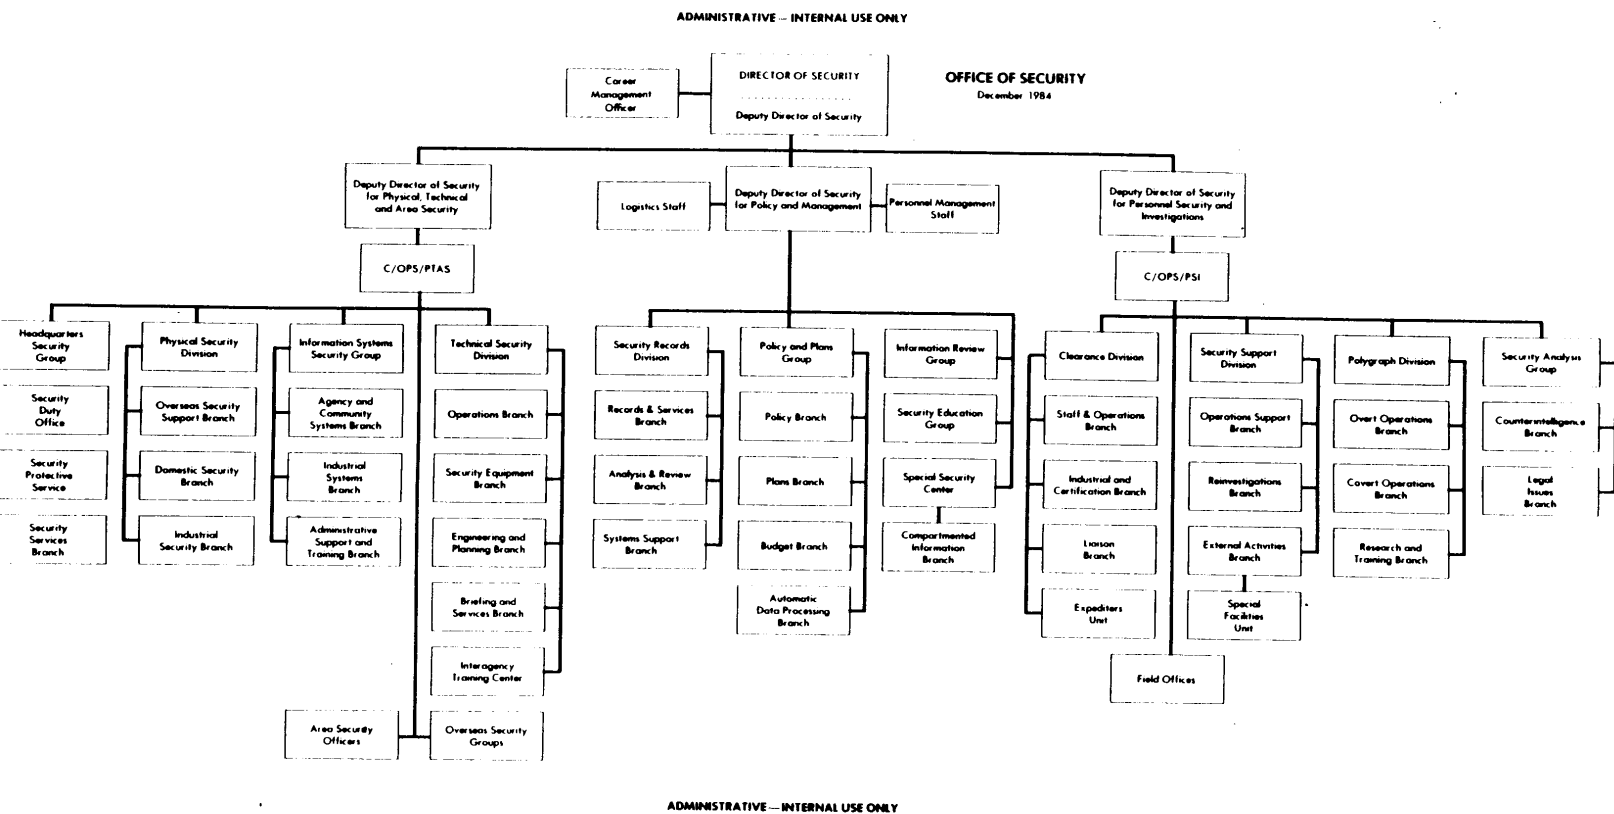 ADMINISTRATIVE — INTERNAL USE ONLY
Career
Management
Officer
DIRECTOR OF SECURITY
Deputy Director of Security
OFFICE OF SECURITY
December 1984
Deputy Director of Security
for Physical, Technical
and Area Security
Logistics Staff
Deputy Director of Security
for Policy and Management
Personnel Management
Staff
Deputy Director of Security
for Personnel Security and
Investigations
C/OPS/PTAS
C/OPS/PSI
Headquarters
Security
Group
Security
Duty
Office
Security
Protective
Service
Security
Services
Branch
Physical Security
Division
Overseas Security
Support Branch
Domestic Security
Branch
Industrial
Security Branch
Information Systems
Security Group
Agency and
Community
Systems Branch
Industrial
Systems
Branch
Administrative
Support and
Training Branch
Technical Security
Division
Operations Branch
Security Equipment
Branch
Engineering and
Planning Branch
Briefing and
Services Branch
Interagency
Training Center
Area Security
Officers
Overseas Security
Groups
Security Records
Division
Records & Services
Branch
Analysis & Review
Branch
Systems Support
Branch
Policy and Plans
Group
Policy Branch
Plans Branch
Budget Branch
Automatic
Data Processing
Branch
Information Review
Group
Security Education
Group
Special Security
Center
Compartmented
Information
Branch
Clearance Division
Staff & Operations
Branch
Industrial and
Certification Branch
Liaison
Branch
Expediters
Unit
Security Support
Division
Operations Support
Branch
Reinvestigations
Branch
External Activities
Branch
Special
Facilities
Unit
Field Offices
Polygraph Division
Overt Operations
Branch
Covert Operations
Branch
Research and
Training Branch
Security Analysis
Group
Counterintelligence
Branch
Legal
Issues
Branch
ADMINISTRATIVE — INTERNAL USE ONLY